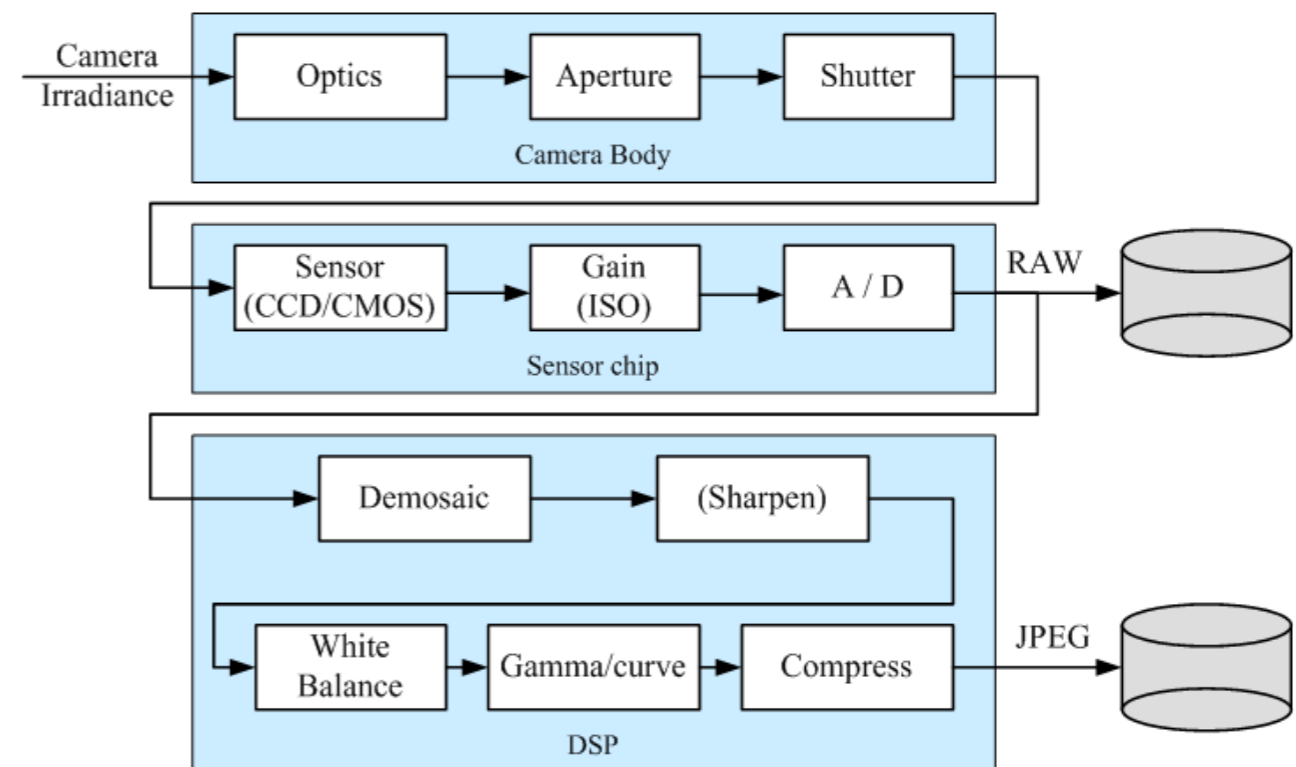 Camera
Irradiance
Optics
Aperture
Shutter
Camera Body
Sensor
(CCD/CMOS)
Gain
(ISO)
A / D
RAW
Sensor chip
Demosaic
(Sharpen)
White
Balance
Gamma/curve
Compress
JPEG
DSP